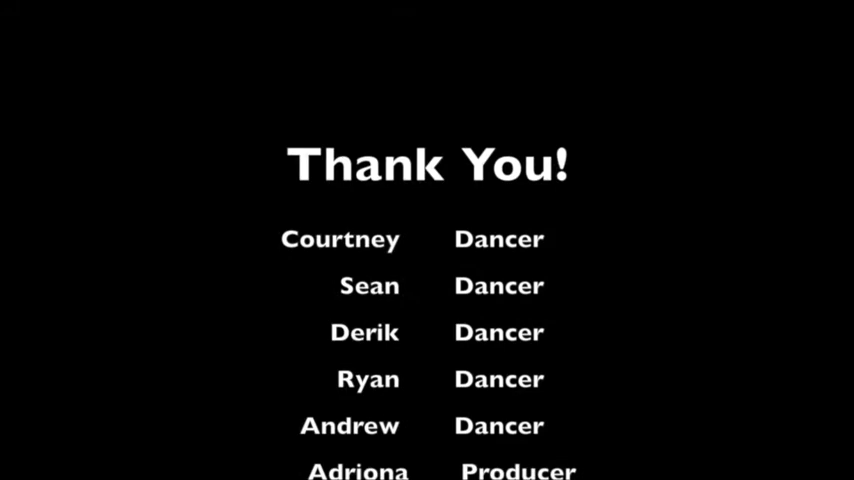 Thank You!
Courtney Dancer
Sean Dancer
Derik Dancer
Ryan Dancer
Andrew Dancer
Adriona Producer